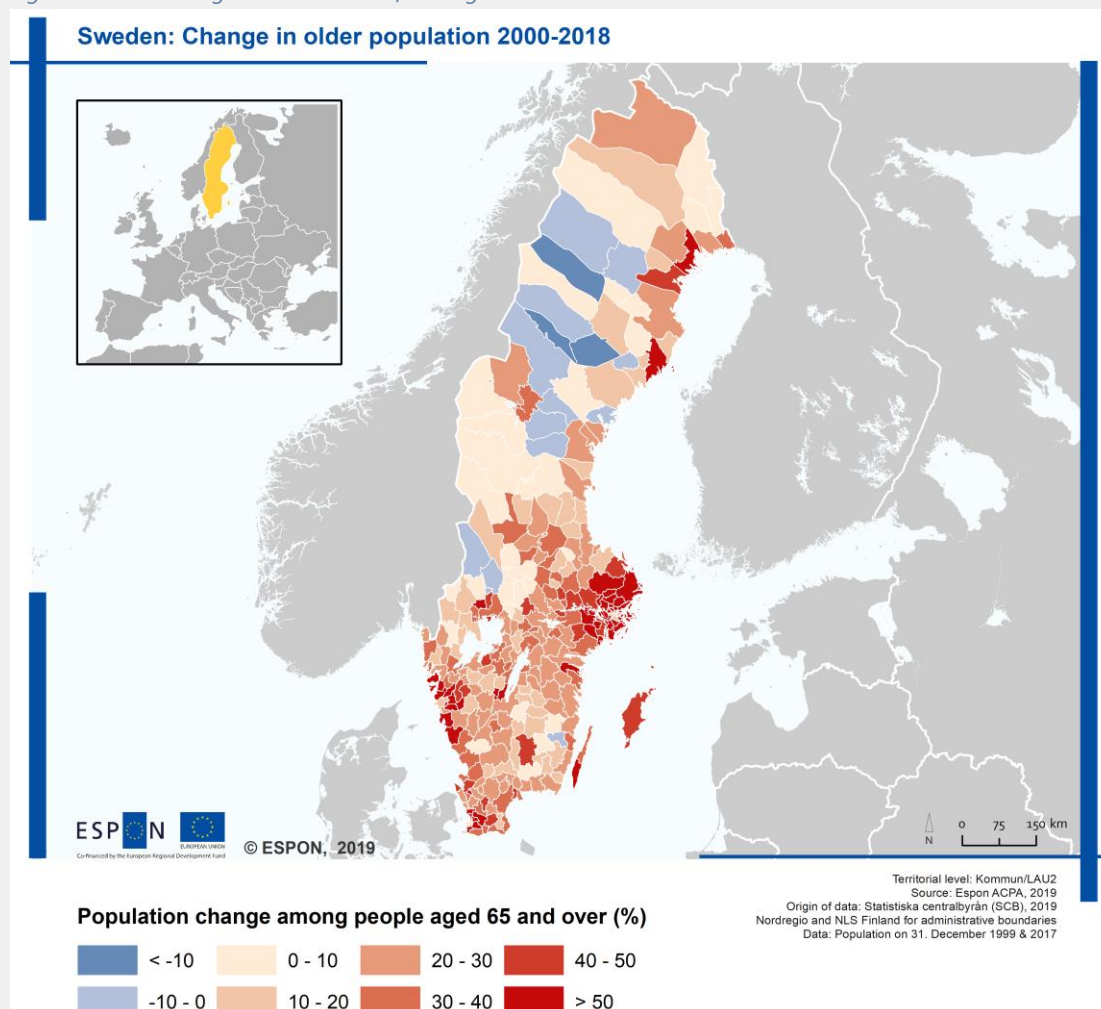 Sweden: Change in older population 2000-2018
ESPON
EUROPEAN UNION
Co-financed by the European Regional Development Fund
© ESPON, 2019
N
0 75 150 km
Territorial level: Kommun/LAU2
Source: Espon ACPA, 2019
Origin of data: Statistiska centralbyrån (SCB), 2019
Nordregio and NLS Finland for administrative boundaries
Data: Population on 31. December 1999 & 2017
Population change among people aged 65 and over (%)
< -10 0 - 10 20 - 30 40 - 50
-10 - 0 10 - 20 30 - 40 > 50